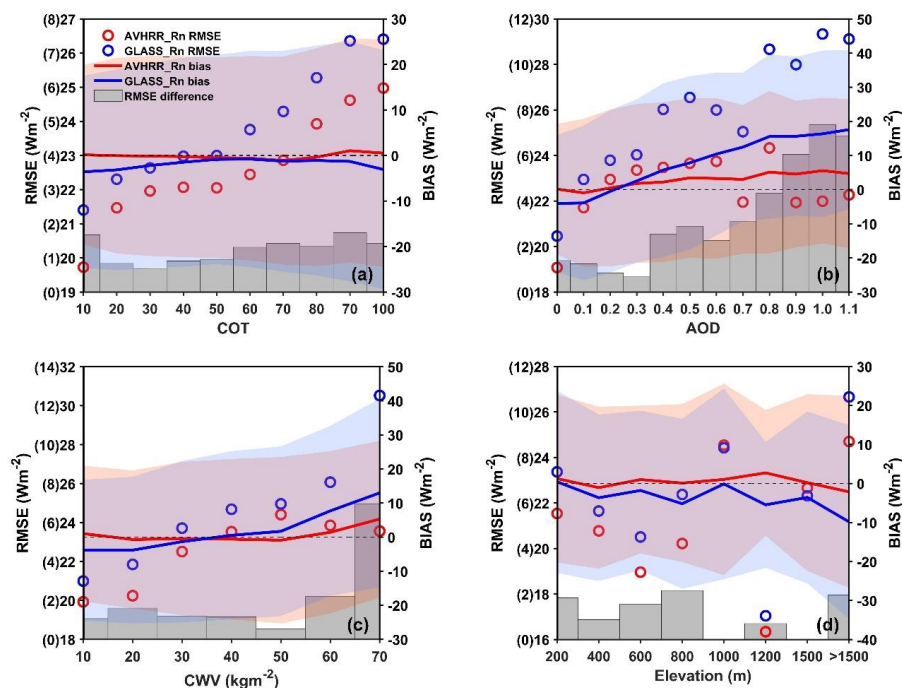 (8)27
(7)26
(6)25
(5)24
(4)23
(3)22
(2)21
(1)20
(0)19
RMSE (Wm-2)
AVHRR_Rn RMSE
GLASS_Rn RMSE
AVHRR_Rn bias
GLASS_Rn bias
RMSE difference
(a)
30
20
10
0
-10
-20
-30
BIAS (Wm-2)
10 20 30 40 50 60 70 80 70 100
COT
(12)30
(10)28
(8)26
(6)24
(4)22
(2)20
(0)18
RMSE (Wm-2)
(b)
50
40
30
20
10
0
-10
-20
-30
BIAS (Wm-2)
0 0.1 0.2 0.3 0.4 0.5 0.6 0.7 0.8 0.9 1.0 1.1
AOD
(14)32
(12)30
(10)28
(8)26
(6)24
(4)22
(2)20
(0)18
RMSE (Wm-2)
(c)
50
40
30
20
10
0
-10
-20
-30
BIAS (Wm-2)
10 20 30 40 50 60 70
CWV (kgm-2)
(12)28
(10)26
(8)24
(6)22
(4)20
(2)18
(0)16
RMSE (Wm-2)
(d)
30
20
10
0
-10
-20
-30
-40
BIAS (Wm-2)
200 400 600 800 1000 1200 1500 >1500
Elevation (m)